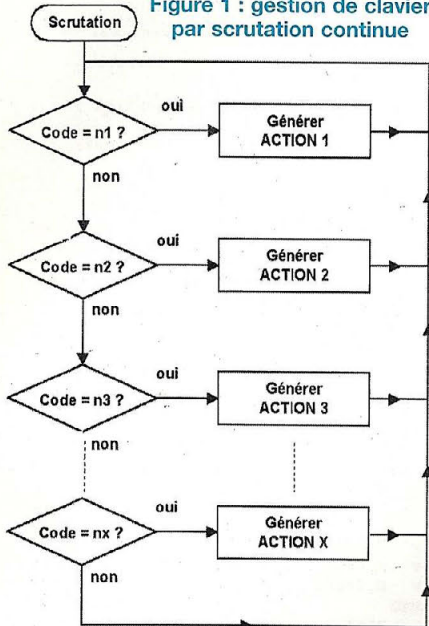 Figure 1 : gestion de clavier
par scrutation continue
Scrutation
Code = n1 ?
oui
Générer
ACTION 1
non
Code = n2 ?
oui
Générer
ACTION 2
non
Code = n3 ?
oui
Générer
ACTION 3
non
Code = nx ?
oui
Générer
ACTION X
non